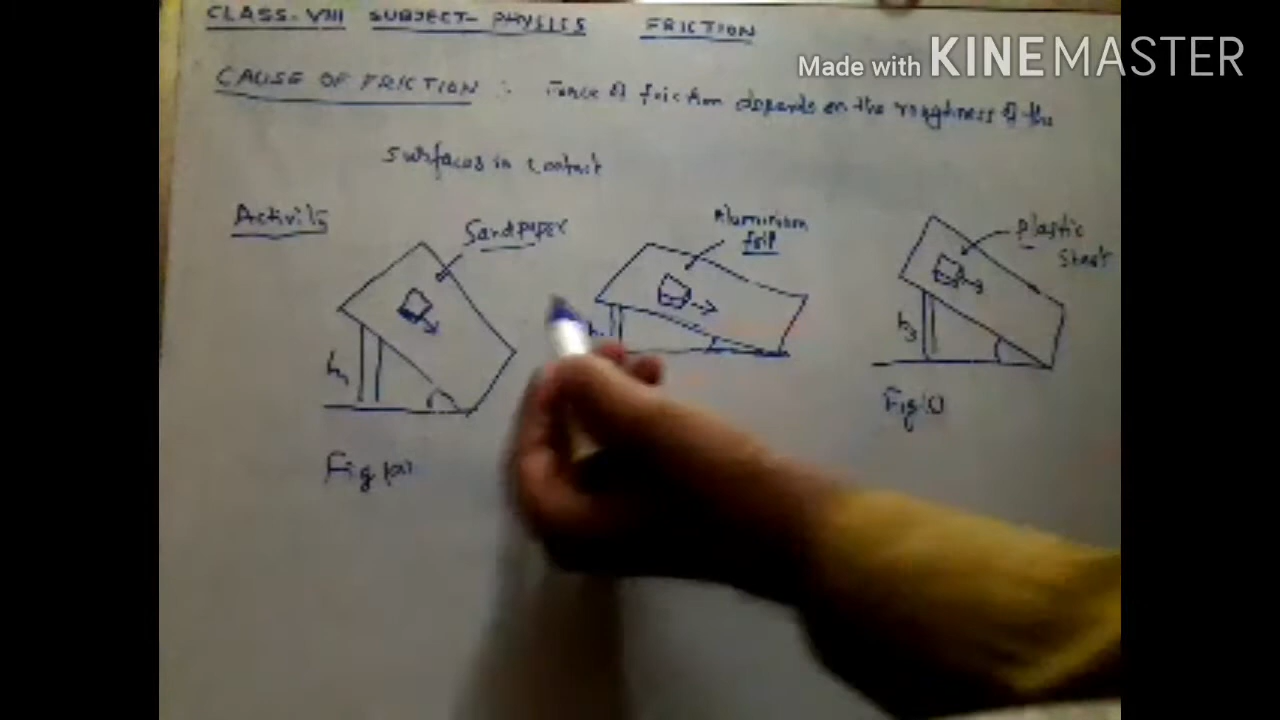 CLASS-VIII SUBJECT- PHYSICS FRICTION
Made with KINEMASTER
CAUSE OF FRICTION :- Force of friction depends on the roughness of the
surfaces in contact
Activity
Sandpaper
Aluminium
foil
Plastic
sheet
h1
h
h3
Fig
Fig